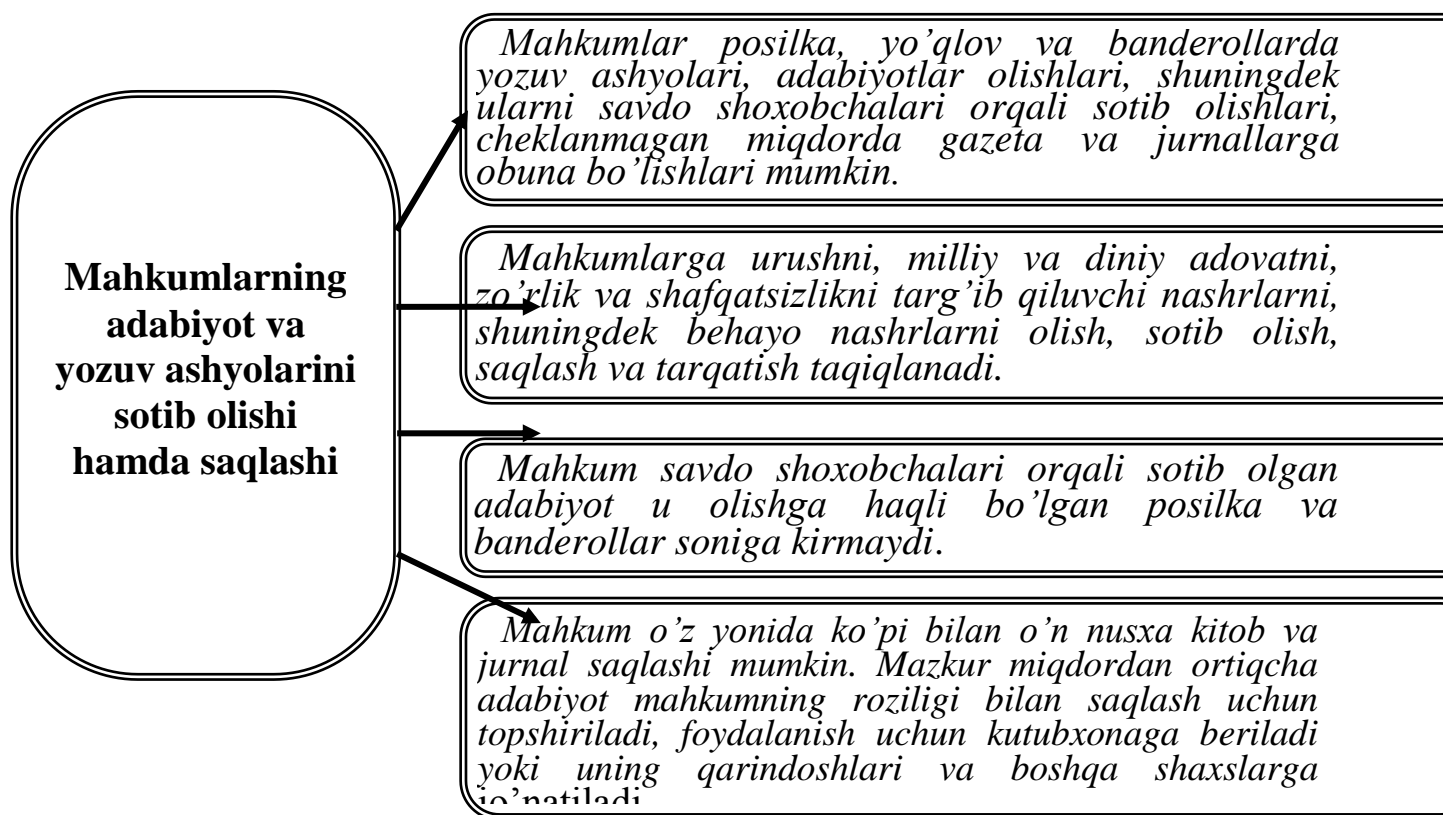 Mahkumlarning
adabiyot va
yozuv ashyolarini
sotib olishi
hamda saqlashi
Mahkumlar posilka, yo’qlov va banderollarda
yozuv ashyolari, adabiyotlar olishlari, shuningdek
ularni savdo shoxobchalari orqali sotib olishlari,
cheklanmagan miqdorda gazeta va jurnallarga
obuna bo’lishlari mumkin.
Mahkumlarga urushni, milliy va diniy adovatni,
zo’rlik va shafqatsizlikni targ’ib qiluvchi nashrlarni,
shuningdek behayo nashrlarni olish, sotib olish,
saqlash va tarqatish taqiqlanadi.
Mahkum savdo shoxobchalari orqali sotib olgan
adabiyot u olishga haqli bo’lgan posilka va
banderollar soniga kirmaydi.
Mahkum o’z yonida ko’pi bilan o’n nusxa kitob va
jurnal saqlashi mumkin. Mazkur miqdordan ortiqcha
adabiyot mahkumning roziligi bilan saqlash uchun
topshiriladi, foydalanish uchun kutubxonaga beriladi
yoki uning qarindoshlari va boshqa shaxslarga
jo’natiladi